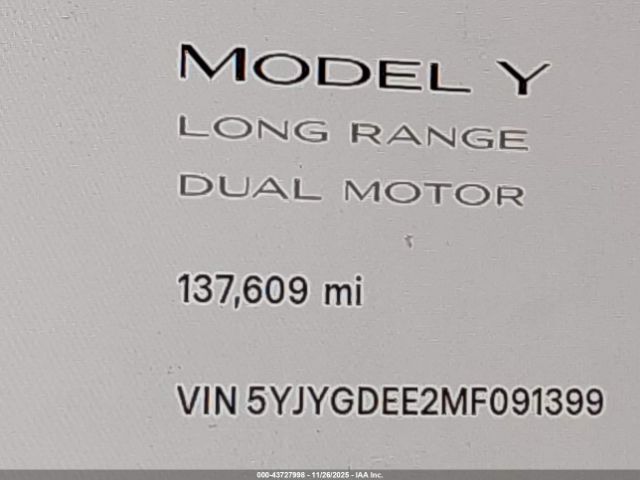 MODEL Y
LONG RANGE
DUAL MOTOR
137,609 mi
VIN 5YJYGDEE2MF091399
000-43727998 - 11/26/2025 - IAA Inc.